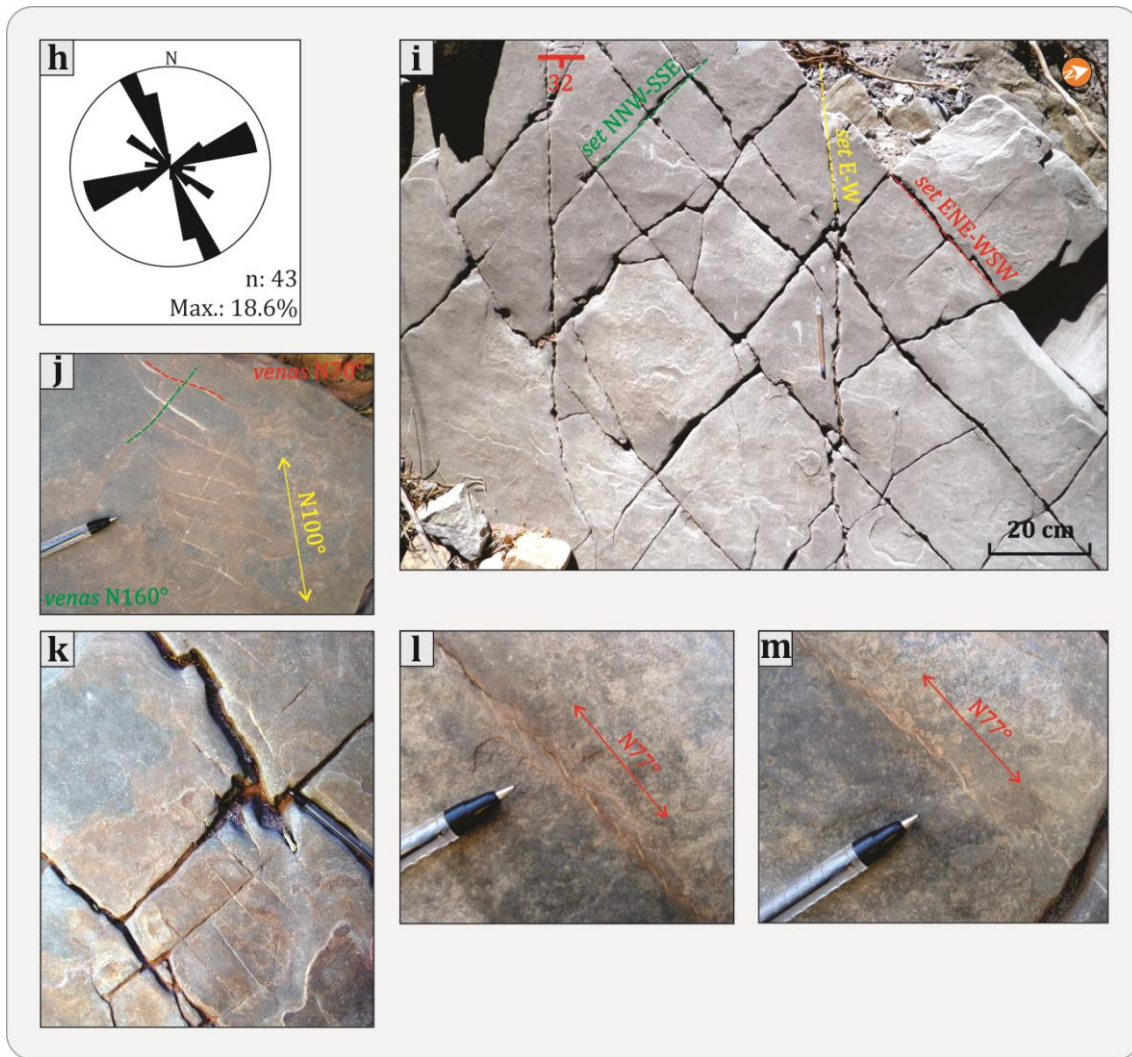 h
N
n: 43
Max.: 18.6%
i
32
set NNW-SSE
set E-W
set ENE-WSW
N
20 cm
j
venas N70°
N100°
venas N160°
k
l
N77°
m
N77°